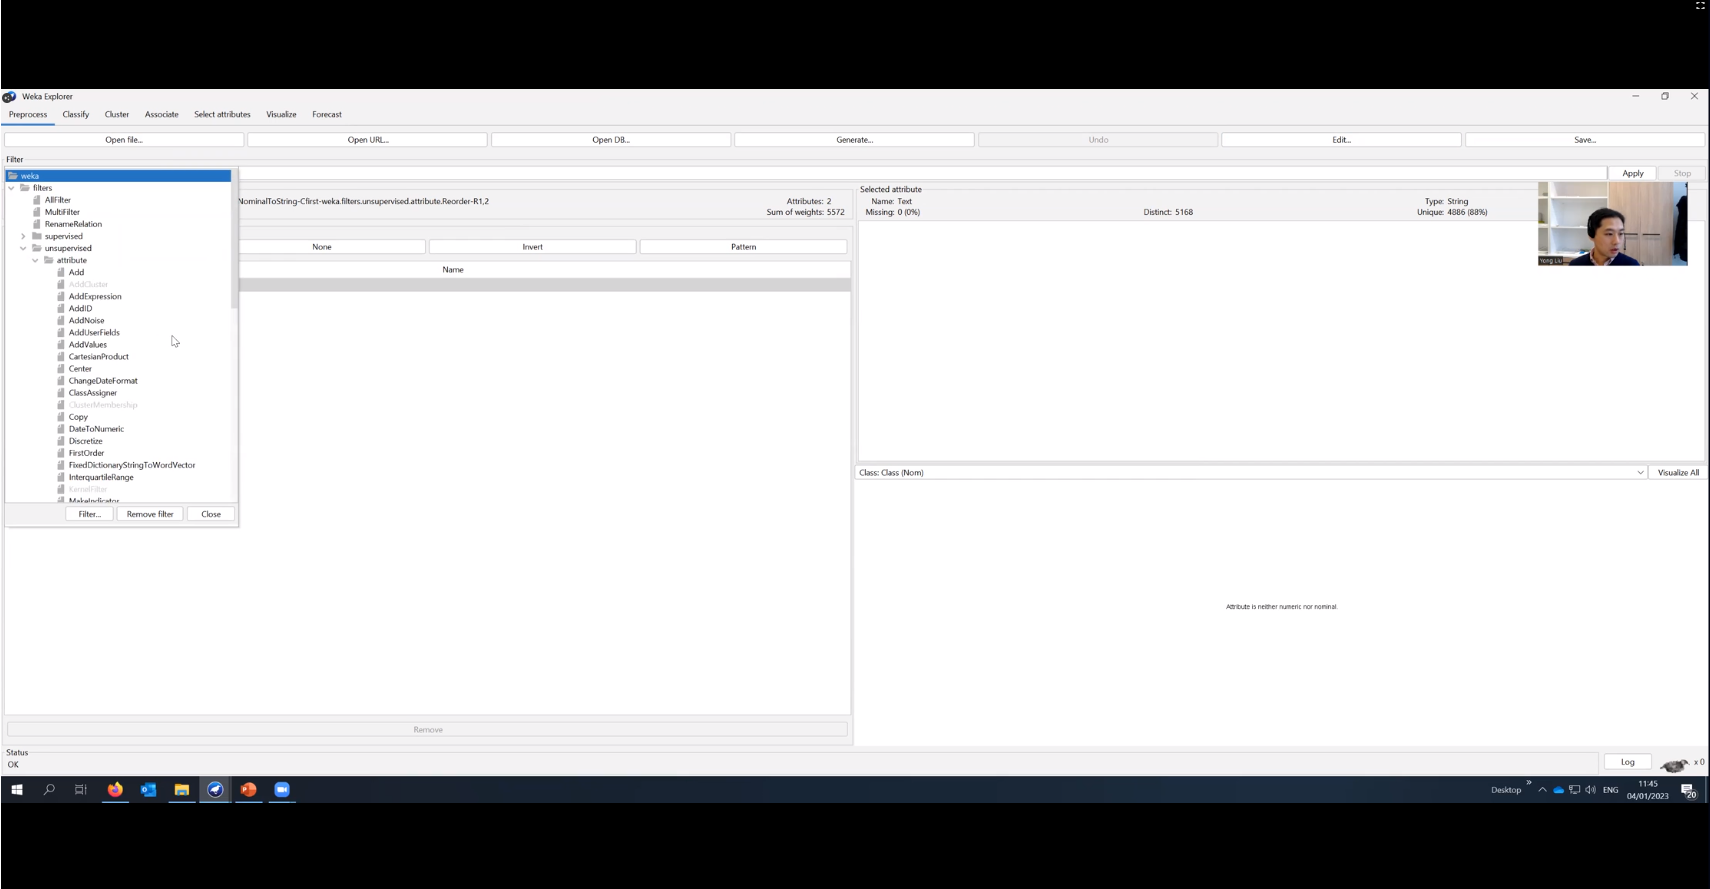 Weka Explorer
Preprocess Classify Cluster Associate Select attributes Visualize Forecast
Open file... Open URL... Open DB... Generate... Undo Edit... Save...
Filter
weka
Apply Stop
filters
AllFilter
MultiFilter
RenameRelation
supervised
unsupervised
attribute
Add
AddCluster
AddExpression
AddID
AddNoise
AddUserFields
AddValues
CartesianProduct
Center
ChangeDateFormat
ClassAssigner
ClusterMembership
Copy
DateToNumeric
Discretize
FirstOrder
FixedDictionaryStringToWordVector
InterquartileRange
KernelFilter
MakeIndicator
Filter... Remove filter Close
NominalToString-Cfirst-weka.filters.unsupervised.attribute.Reorder-R1,2
Attributes: 2
Sum of weights: 5572
None Invert Pattern
Name
Remove
Selected attribute
Name: Text Type: String
Missing: 0 (0%) Distinct: 5168 Unique: 4886 (88%)
Yong Liu
Class: Class (Nom) Visualize All
Attribute is neither numeric nor nominal.
Status
OK
Log x 0
Desktop ENG 11:45
04/01/2023
20